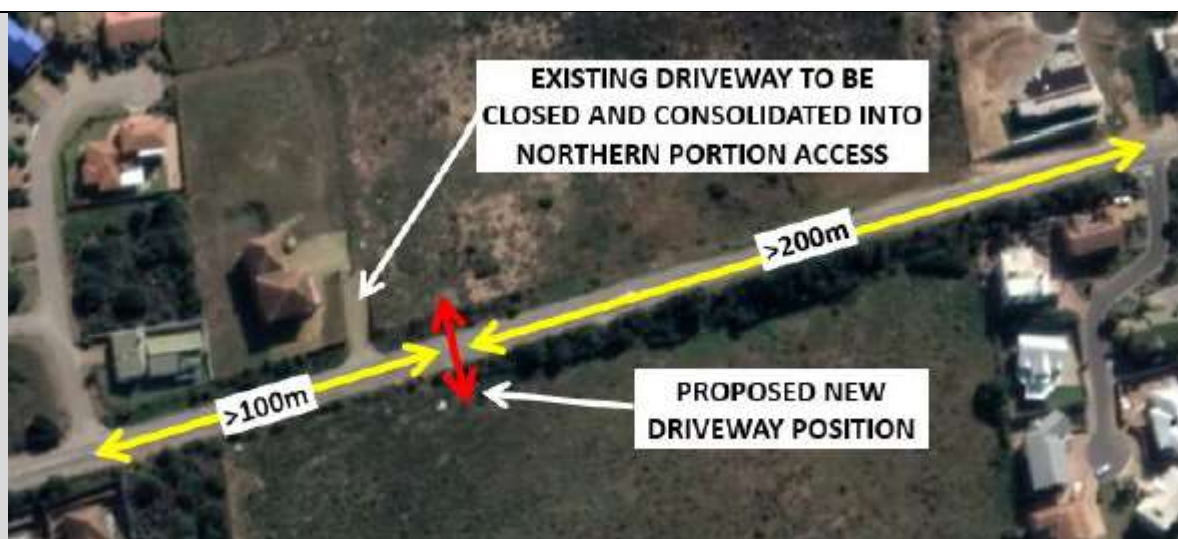 EXISTING DRIVEWAY TO BE
CLOSED AND CONSOLIDATED INTO
NORTHERN PORTION ACCESS
>200m
>100m
PROPOSED NEW
DRIVEWAY POSITION